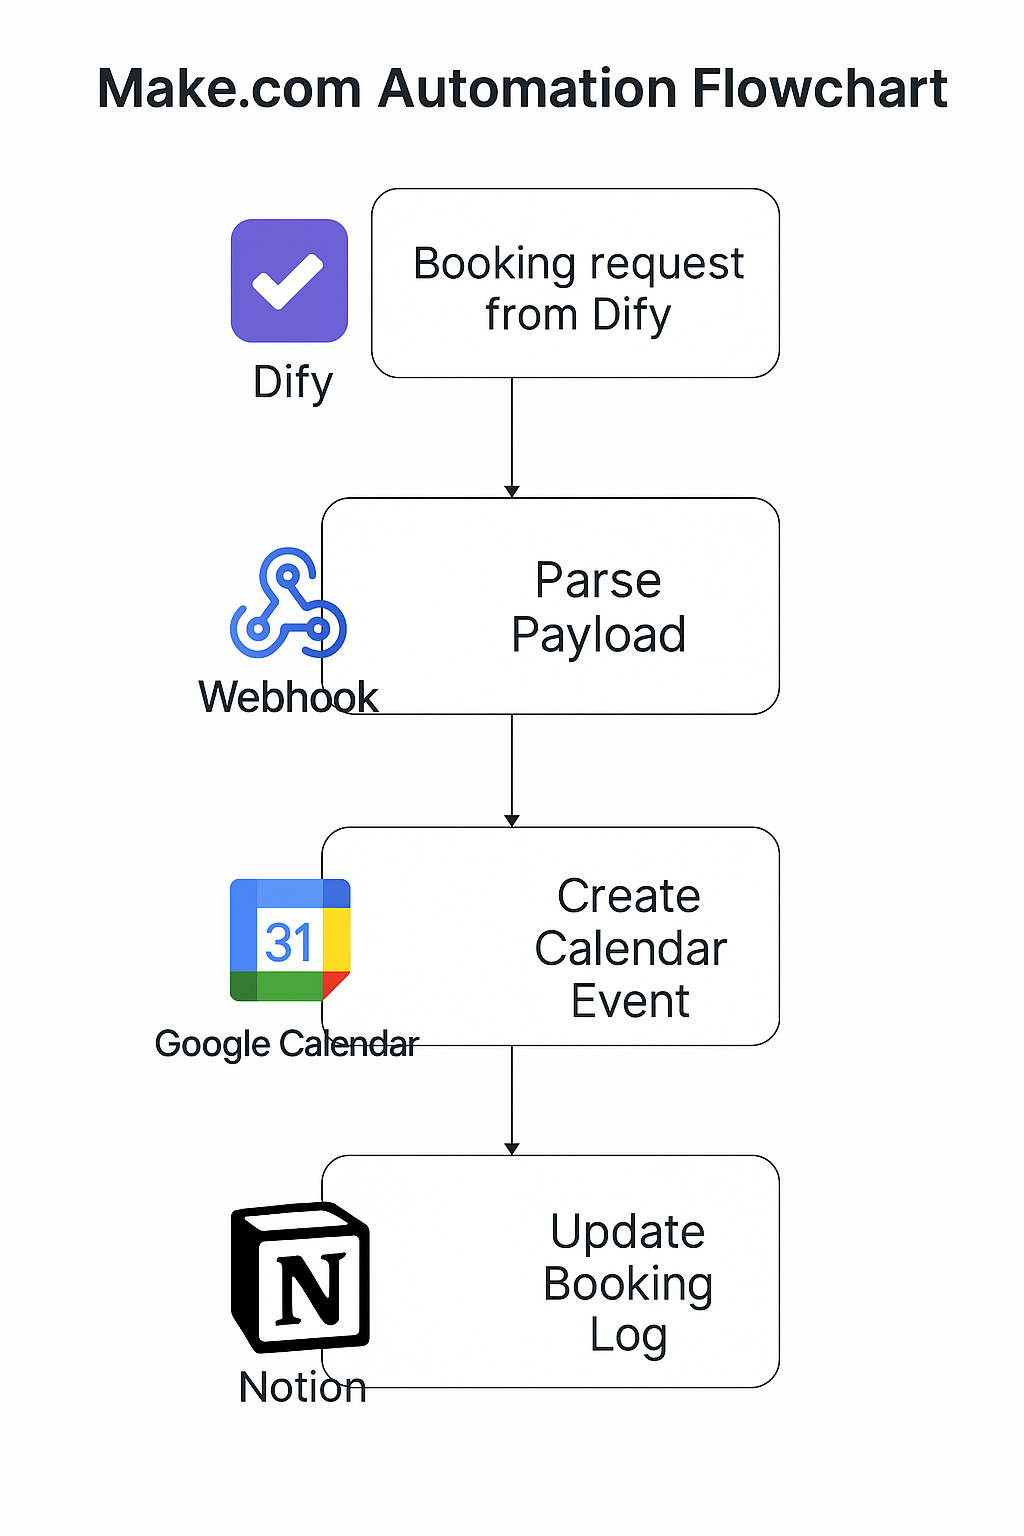 Make.com Automation Flowchart
Booking request
from Dify
Dify
Parse
Payload
Webhook
Create
Calendar
Event
31
Google Calendar
Update
Booking
Log
N
Notion